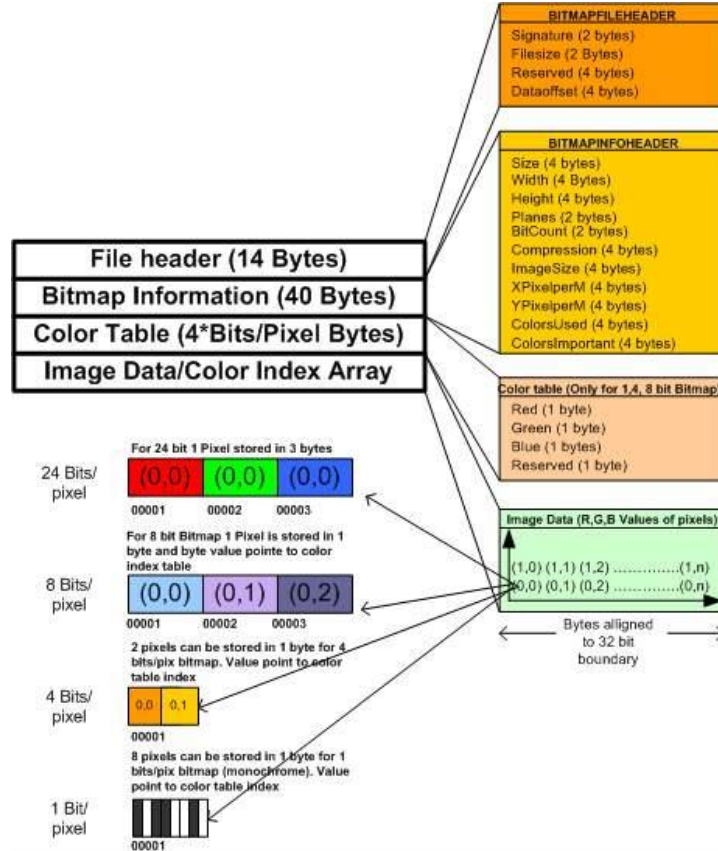 BITMAPFILEHEADER
Signature (2 bytes)
Filesize (2 Bytes)
Reserved (4 bytes)
Dataoffset (4 bytes)
BITMAPINFOHEADER
Size (4 bytes)
Width (4 Bytes)
Height (4 bytes)
Planes (2 bytes)
BitCount (2 bytes)
Compression (4 bytes)
ImageSize (4 bytes)
XPixelperM (4 bytes)
YPixelperM (4 bytes)
ColorsUsed (4 bytes)
ColorsImportant (4 bytes)
File header (14 Bytes)
Bitmap Information (40 Bytes)
Color Table (4*Bits/Pixel Bytes)
Image Data/Color Index Array
Color table (Only for 1,4, 8 bit Bitmap)
Red (1 byte)
Green (1 byte)
Blue (1 bytes)
Reserved (1 byte)
Image Data (R,G,B Values of pixels)
(1,0) (1,1) (1,2) ..............(1,n)
(0,0) (0,1) (0,2) ..............(0,n)
Bytes alligned
to 32 bit
boundary
For 24 bit 1 Pixel stored in 3 bytes
24 Bits/
pixel
(0,0) (0,0) (0,0)
00001 00002 00003
For 8 bit Bitmap 1 Pixel is stored in 1
byte and byte value pointe to color
index table
8 Bits/
pixel
(0,0) (0,1) (0,2)
00001 00002 00003
2 pixels can be stored in 1 byte for 4
bits/pix bitmap. Value point to color
table index
4 Bits/
pixel
0,0 0,1
00001
8 pixels can be stored in 1 byte for 1
bits/pix bitmap (monochrome). Value
point to color table index
1 Bit/
pixel
00001